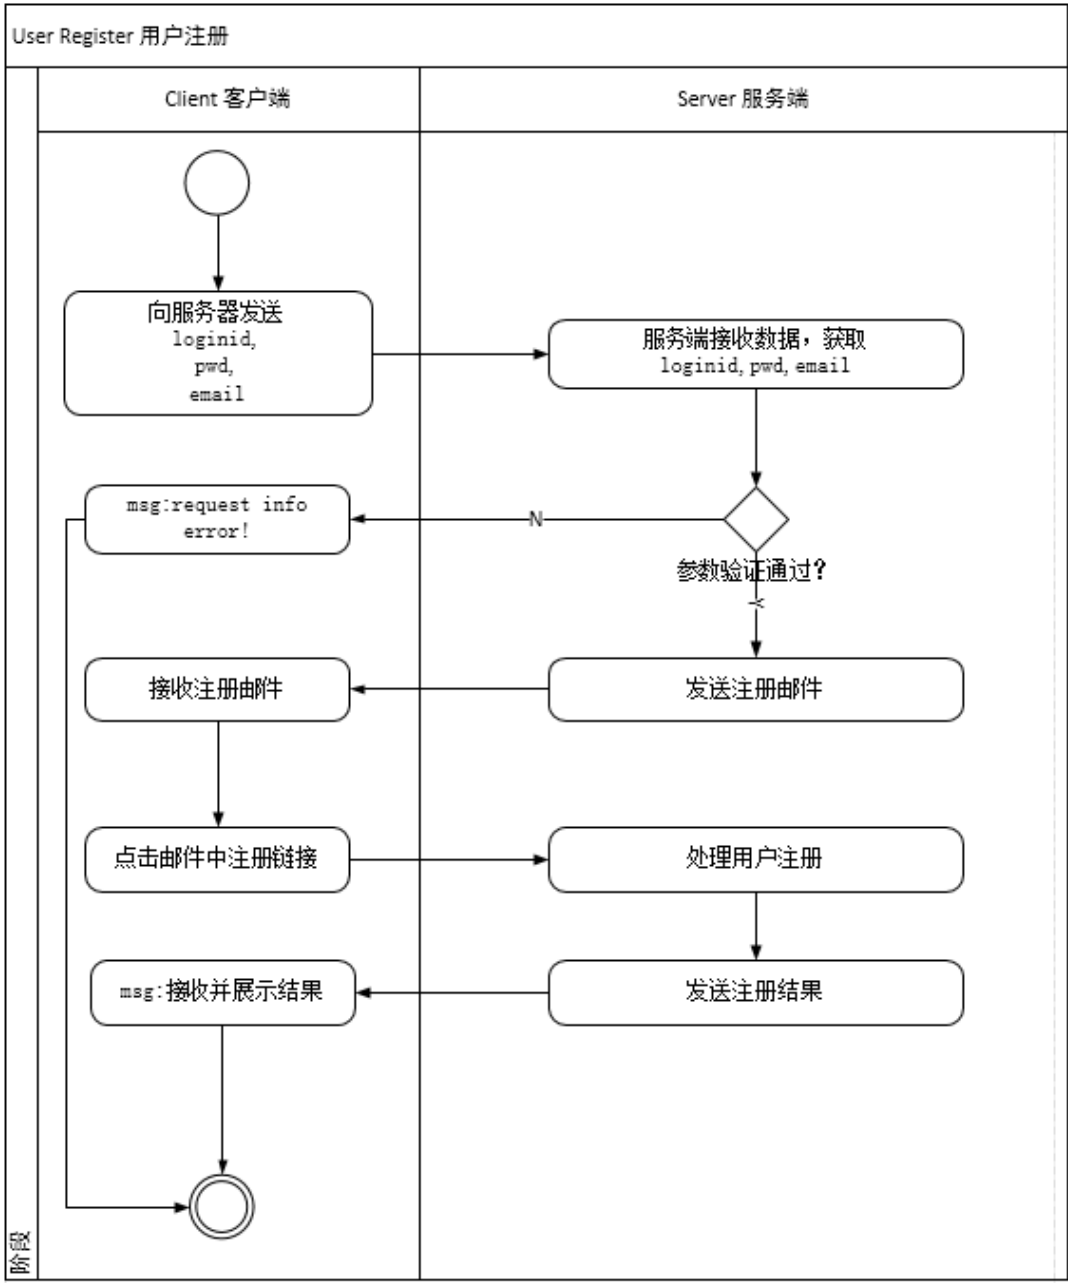 User Register 用户注册
Client 客户端
Server 服务端
向服务器发送
loginid,
pwd,
email
服务端接收数据，获取
loginid, pwd, email
msg:request info
error!
N
参数验证通过？
Y
接收注册邮件
发送注册邮件
点击邮件中注册链接
处理用户注册
msg:接收并展示结果
发送注册结果
阶段